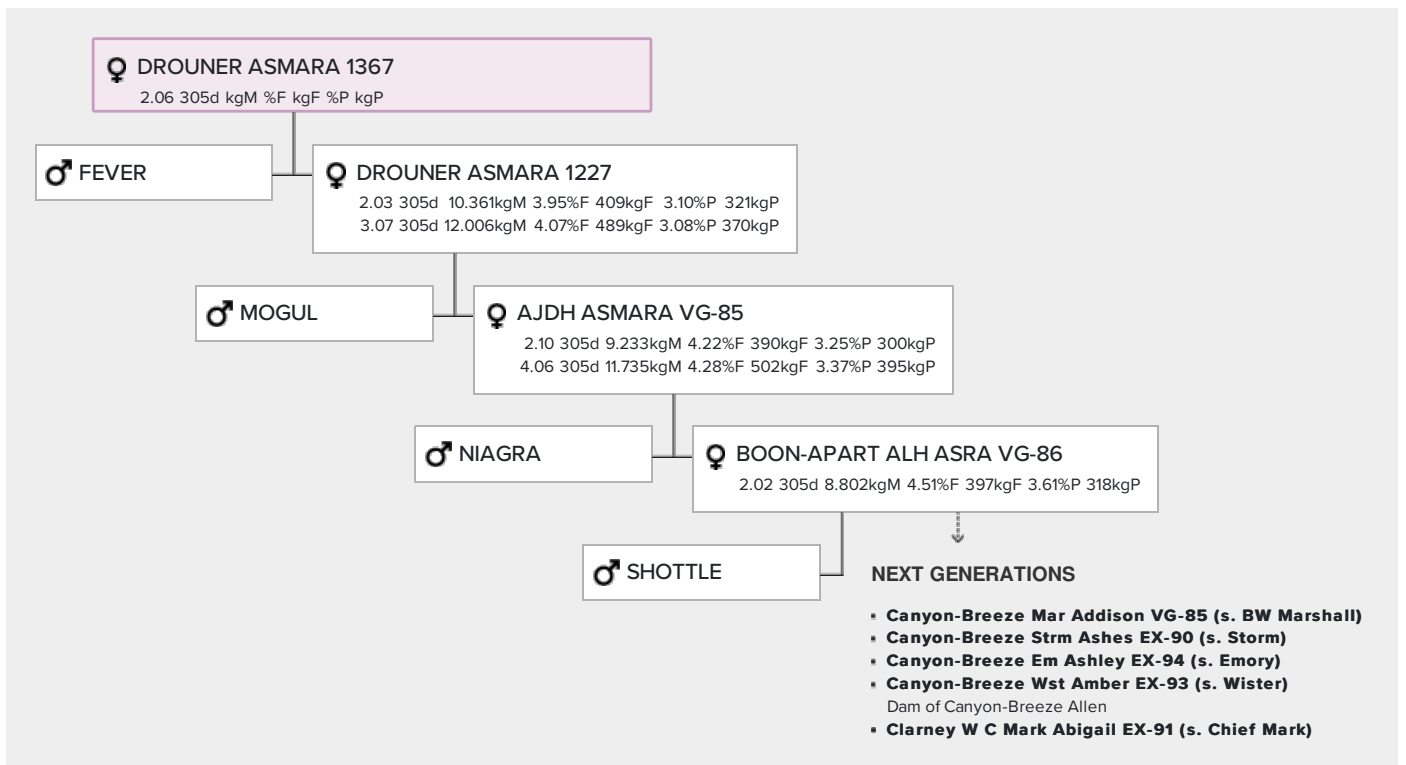 DROUNER ASMARA 1367
2.06 305d kgM %F kgF %P kgP
FEVER
DROUNER ASMARA 1227
2.03 305d 10.361kgM 3.95%F 409kgF 3.10%P 321kgP
3.07 305d 12.006kgM 4.07%F 489kgF 3.08%P 370kgP
MOGUL
AJDH ASMARA VG-85
2.10 305d 9.233kgM 4.22%F 390kgF 3.25%P 300kgP
4.06 305d 11.735kgM 4.28%F 502kgF 3.37%P 395kgP
NIAGRA
BOON-APART ALH ASRA VG-86
2.02 305d 8.802kgM 4.51%F 397kgF 3.61%P 318kgP
SHOTTLE
NEXT GENERATIONS
Canyon-Breeze Mar Addison VG-85 (s. BW Marshall)
Canyon-Breeze Strm Ashes EX-90 (s. Storm)
Canyon-Breeze Em Ashley EX-94 (s. Emory)
Canyon-Breeze Wst Amber EX-93 (s. Wister)
Dam of Canyon-Breeze Allen
Clarney W C Mark Abigail EX-91 (s. Chief Mark)